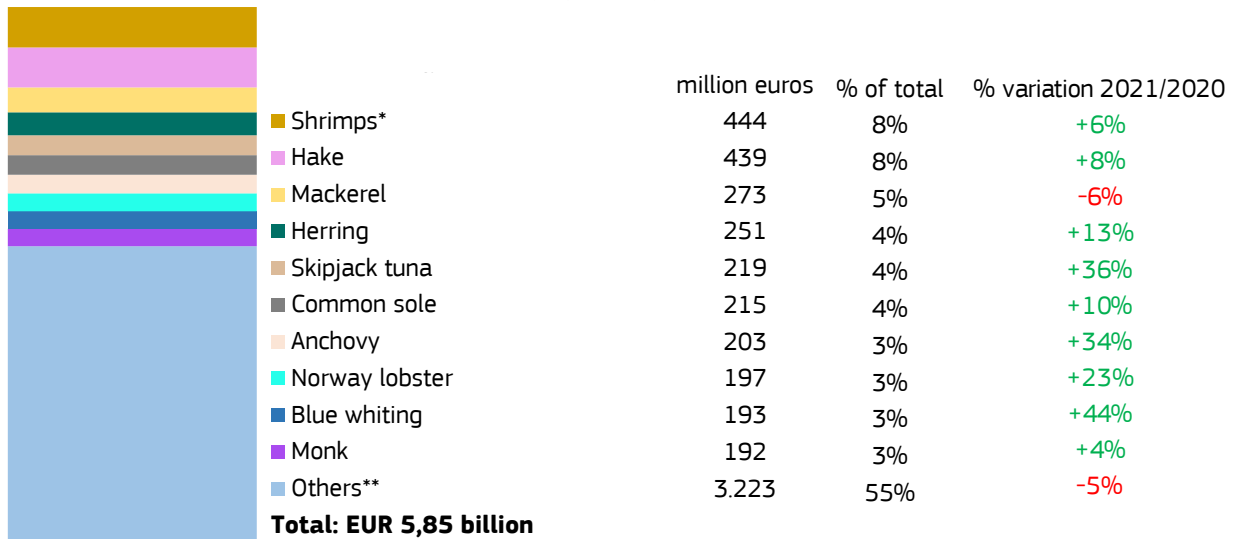 million euros % of total % variation 2021/2020
Shrimps* 444 8% +6%
Hake 439 8% +8%
Mackerel 273 5% -6%
Herring 251 4% +13%
Skipjack tuna 219 4% +36%
Common sole 215 4% +10%
Anchovy 203 3% +34%
Norway lobster 197 3% +23%
Blue whiting 193 3% +44%
Monk 192 3% +4%
Others** 3.223 55% -5%
Total: EUR 5,85 billion